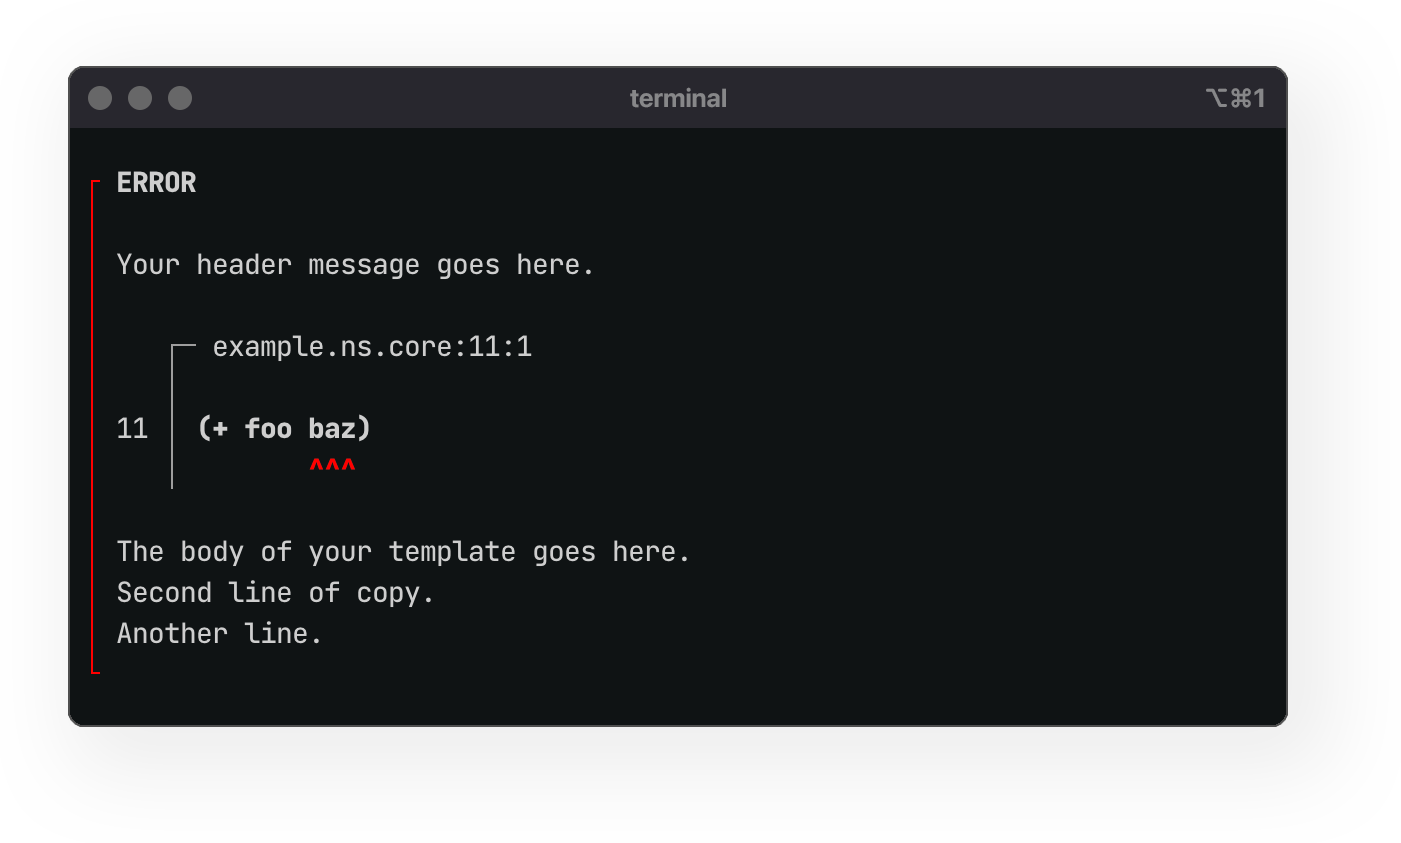 terminal
⌥⌘1
ERROR
Your header message goes here.
example.ns.core:11:1
11 (+ foo baz)
^^^
The body of your template goes here.
Second line of copy.
Another line.